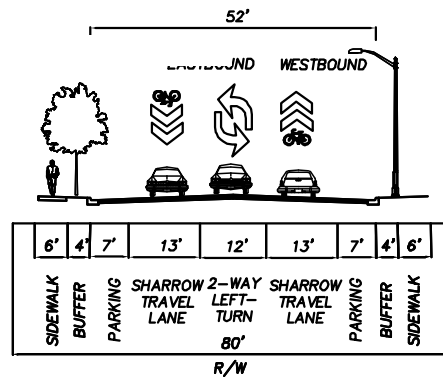 52'
EASTBOUND WESTBOUND
6' 4' 7' 13' 12' 13' 7' 4' 6'
SIDEWALK
BUFFER
PARKING
SHARROW
TRAVEL
LANE
2-WAY
LEFT-
TURN
SHARROW
TRAVEL
LANE
PARKING
BUFFER
SIDEWALK
80'
R/W